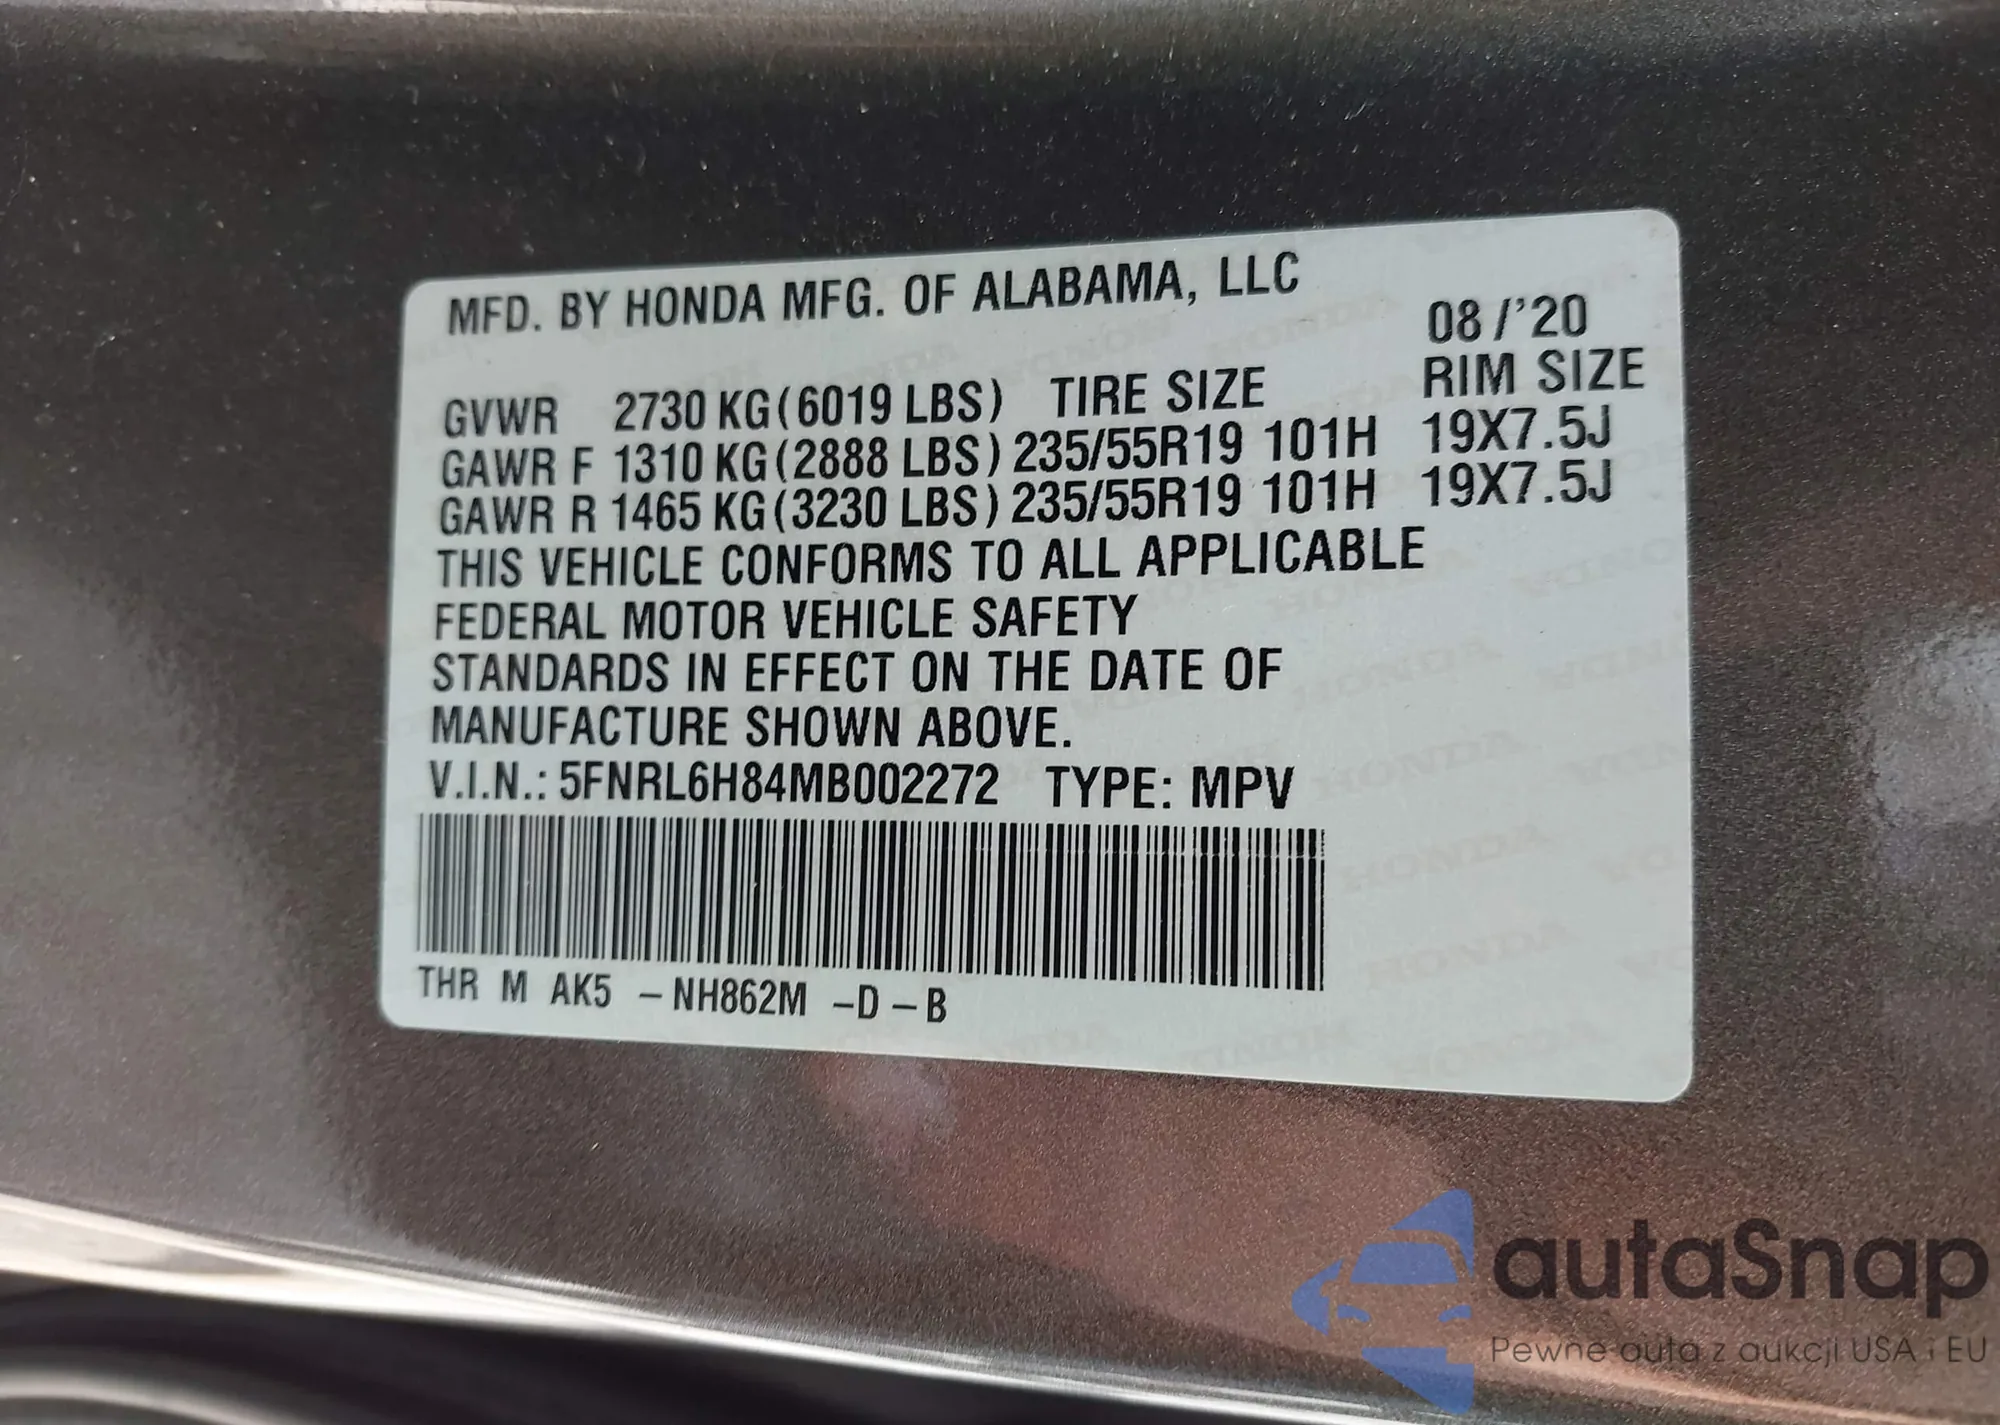 MFD. BY HONDA MFG. OF ALABAMA, LLC
08/'20
GVWR 2730 KG(6019 LBS) TIRE SIZE RIM SIZE
GAWR F 1310 KG(2888 LBS) 235/55R19 101H 19X7.5J
GAWR R 1465 KG(3230 LBS) 235/55R19 101H 19X7.5J
THIS VEHICLE CONFORMS TO ALL APPLICABLE
FEDERAL MOTOR VEHICLE SAFETY
STANDARDS IN EFFECT ON THE DATE OF
MANUFACTURE SHOWN ABOVE.
V.I.N.: 5FNRL6H84MB002272 TYPE: MPV
THR M AK5 -NH862M -D-B
autaSnap
Pewne auta z aukcji USA i EU